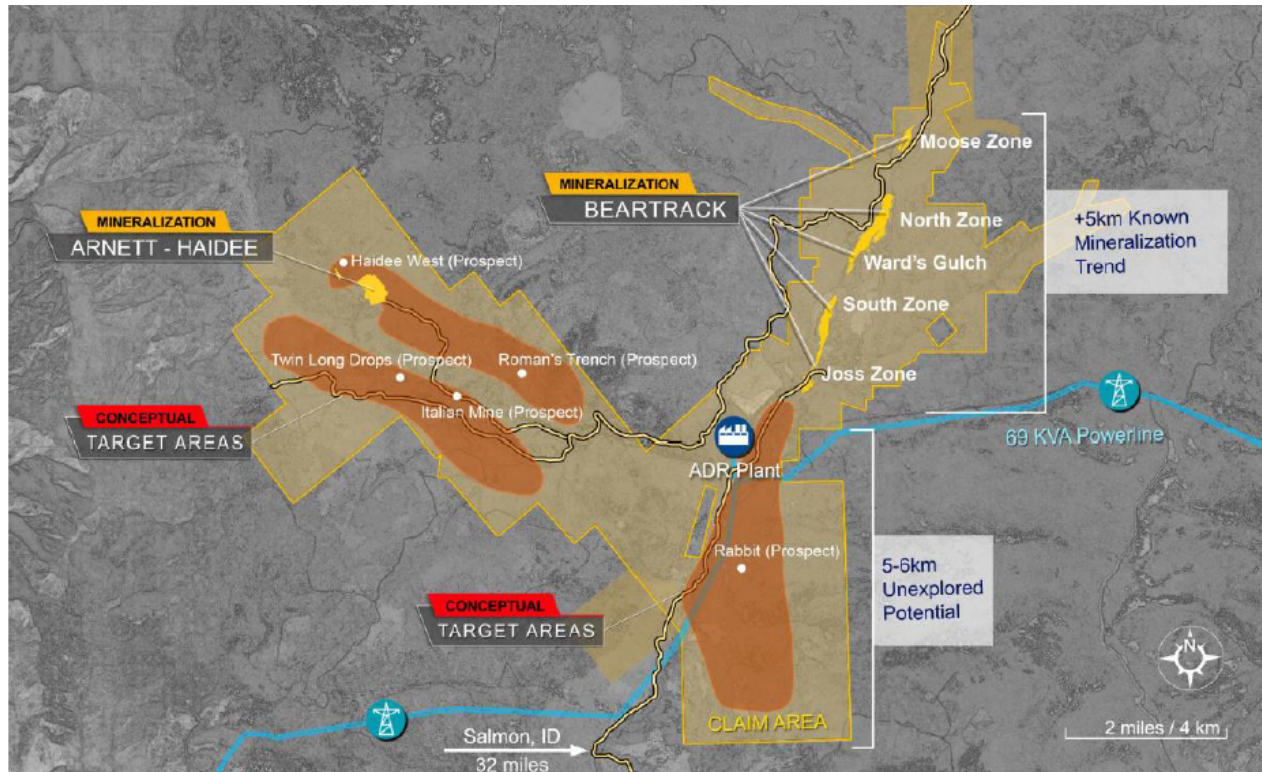 Moose Zone
MINERALIZATION
BEARTRACK
North Zone
+5km Known
Mineralization
Trend
MINERALIZATION
ARNETT - HAIDEE
Haidee West (Prospect)
Ward's Gulch
South Zone
Twin Long Drops (Prospect)
Roman's Trench (Prospect)
Joss Zone
Italian Mine (Prospect)
CONCEPTUAL
TARGET AREAS
69 KVA Powerline
ADR Plant
Rabbit (Prospect)
5-6km
Unexplored
Potential
CONCEPTUAL
TARGET AREAS
N
CLAIM AREA
2 miles / 4 km
Salmon, ID
32 miles